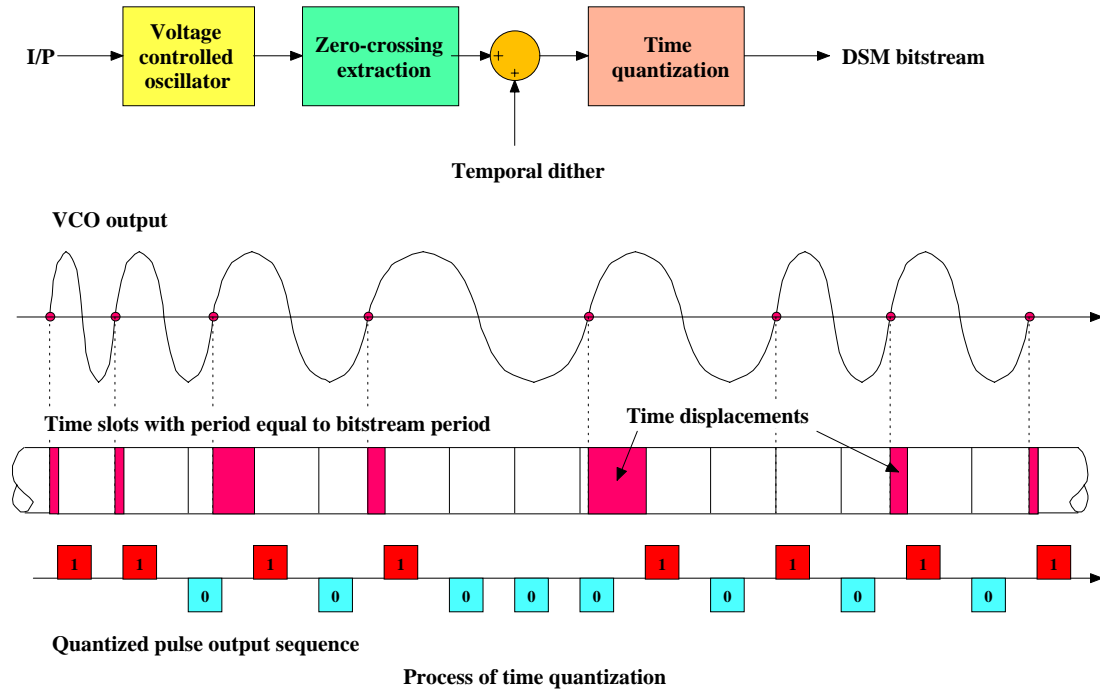 I/P
Voltage
controlled
oscillator
Zero-crossing
extraction
+
+
Time
quantization
DSM bitstream
Temporal dither
VCO output
Time slots with period equal to bitstream period
Time displacements
1 1 0 1 0 1 0 0 0 1 0 1 0 1 0 1
Quantized pulse output sequence
Process of time quantization